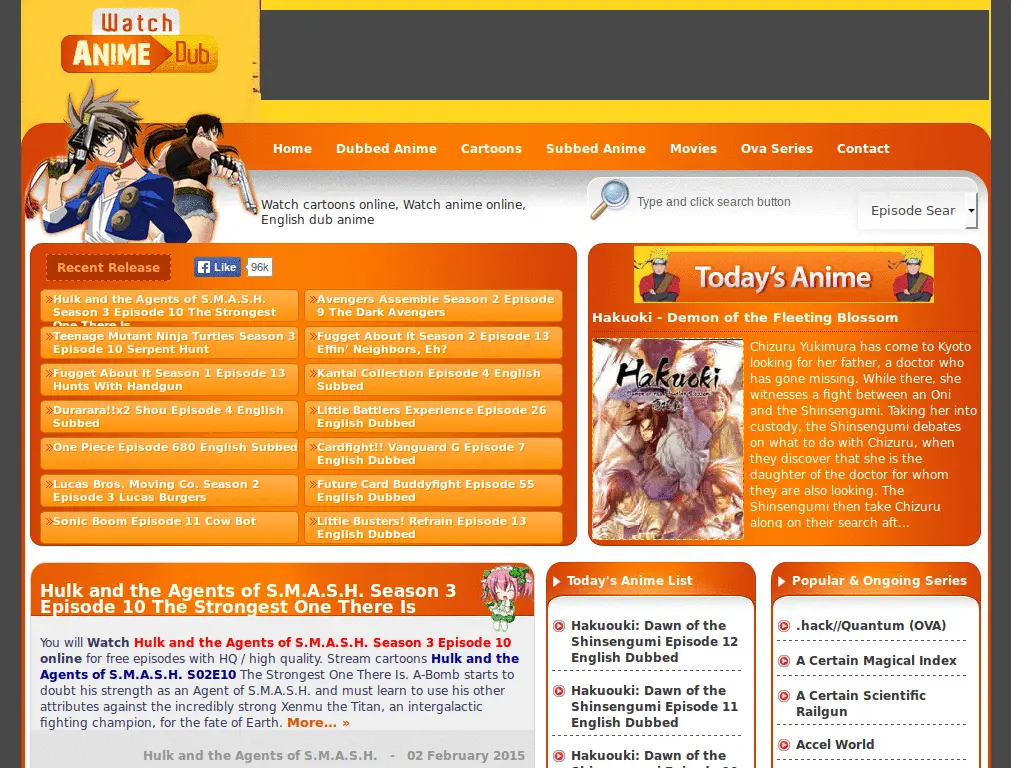 Watch
ANIME Dub
Home Dubbed Anime Cartoons Subbed Anime Movies Ova Series Contact
Watch cartoons online, Watch anime online,
English dub anime
Type and click search button
Episode Sear
Recent Release
Like 96k
»Hulk and the Agents of S.M.A.S.H.
Season 3 Episode 10 The Strongest
One There Is
»Avengers Assemble Season 2 Episode
9 The Dark Avengers
»Teenage Mutant Ninja Turtles Season 3
Episode 10 Serpent Hunt
»Fugget About It Season 2 Episode 13
Effin’ Neighbors, Eh?
»Fugget About It Season 1 Episode 13
Hunts With Handgun
»Kantai Collection Episode 4 English
Subbed
»Durarara!!x2 Shou Episode 4 English
Subbed
»Little Battlers Experience Episode 26
English Dubbed
»One Piece Episode 680 English Subbed
»Cardfight!! Vanguard G Episode 7
English Dubbed
»Lucas Bros. Moving Co. Season 2
Episode 3 Lucas Burgers
»Future Card Buddyfight Episode 55
English Dubbed
»Sonic Boom Episode 11 Cow Bot
»Little Busters! Refrain Episode 13
English Dubbed
Today's Anime
Hakuoki - Demon of the Fleeting Blossom
Hakuoki
Chizuru Yukimura has come to Kyoto
looking for her father, a doctor who
has gone missing. While there, she
witnesses a fight between an Oni
and the Shinsengumi. Taking her into
custody, the Shinsengumi debates
on what to do with Chizuru, when
they discover that she is the
daughter of the doctor for whom
they are also looking. The
Shinsengumi then take Chizuru
along on their search aft...
Hulk and the Agents of S.M.A.S.H. Season 3
Episode 10 The Strongest One There Is
You will Watch Hulk and the Agents of S.M.A.S.H. Season 3 Episode 10
online for free episodes with HQ / high quality. Stream cartoons Hulk and the
Agents of S.M.A.S.H. S02E10 The Strongest One There Is. A-Bomb starts to
doubt his strength as an Agent of S.M.A.S.H. and must learn to use his other
attributes against the incredibly strong Xenmu the Titan, an intergalactic
fighting champion, for the fate of Earth. More... »
Hulk and the Agents of S.M.A.S.H. - 02 February 2015
Today's Anime List
Hakuouki: Dawn of the
Shinsengumi Episode 12
English Dubbed
Hakuouki: Dawn of the
Shinsengumi Episode 11
English Dubbed
Hakuouki: Dawn of the
Popular & Ongoing Series
.hack//Quantum (OVA)
A Certain Magical Index
A Certain Scientific
Railgun
Accel World